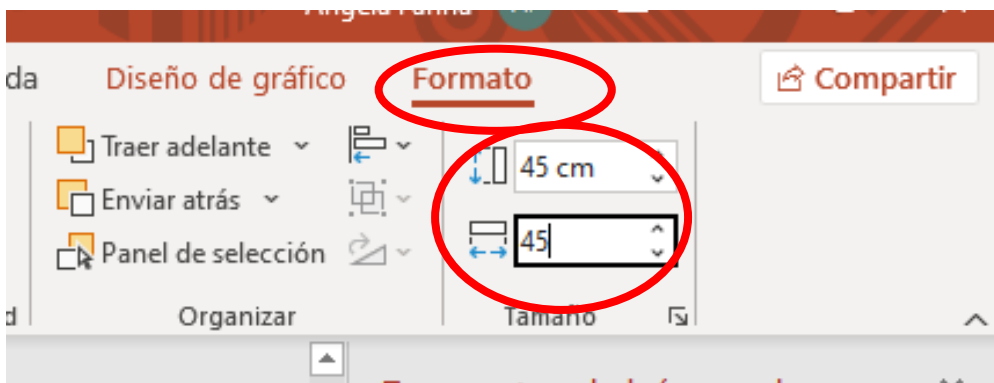 da Diseño de gráfico Formato Compartir
Traer adelante 45 cm
Enviar atrás 45
Panel de selección
d Organizar Tamaño